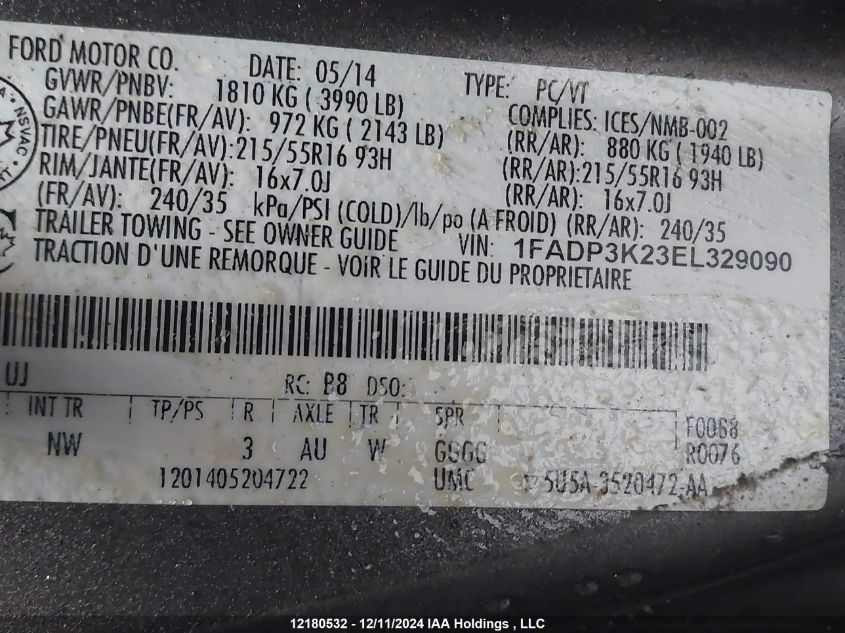 FORD MOTOR CO.
DATE: 05/14 TYPE: PC/VT
GVWR/PNBV: 1810 KG ( 3990 LB)
COMPLIES: ICES/NMB-002
GAWR/PNBE(FR/AV): 972 KG ( 2143 LB) (RR/AR): 880 KG ( 1940 LB)
TIRE/PNEU(FR/AV):215/55R16 93H (RR/AR):215/55R16 93H
RIM/JANTE(FR/AV): 16x7.0J (RR/AR): 16x7.0J
(FR/AV): 240/35 kPa/PSI (COLD)/lb/po (A FROID) (RR/AR): 240/35
TRAILER TOWING - SEE OWNER GUIDE VIN: 1FADP3K23EL329090
TRACTION D'UNE REMORQUE - VOIR LE GUIDE DU PROPRIETAIRE
NSVAC
UJ RC: B8 DSO:
INT TR TP/PS R AXLE TR SPR F0068
NW 3 AU W GGGG R0076
1201405204722 UMC 5U5A-3520472-AA
12180532 - 12/11/2024 IAA Holdings , LLC